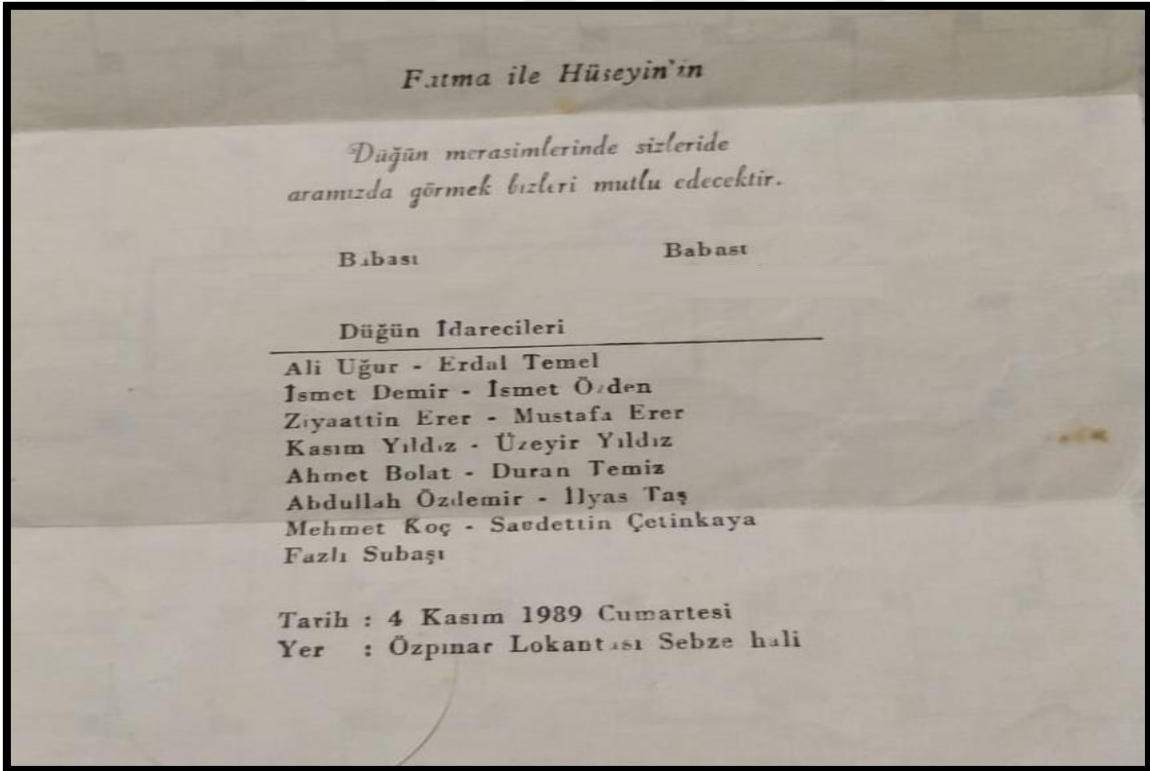 Fatma ile Hüseyin'in
Düğün merasimlerinde sizleride
aramızda görmek bizleri mutlu edecektir.
Babası Babası
Düğün İdarecileri
Ali Uğur - Erdal Temel
İsmet Demir - İsmet Özden
Ziyaattin Erer - Mustafa Erer
Kasım Yıldız - Üzeyir Yıldız
Ahmet Bolat - Duran Temiz
Abdullah Özdemir - İlyas Taş
Mehmet Koç - Saedettin Çetinkaya
Fazlı Subaşı
Tarih : 4 Kasım 1989 Cumartesi
Yer : Özpınar Lokantası Sebze hali